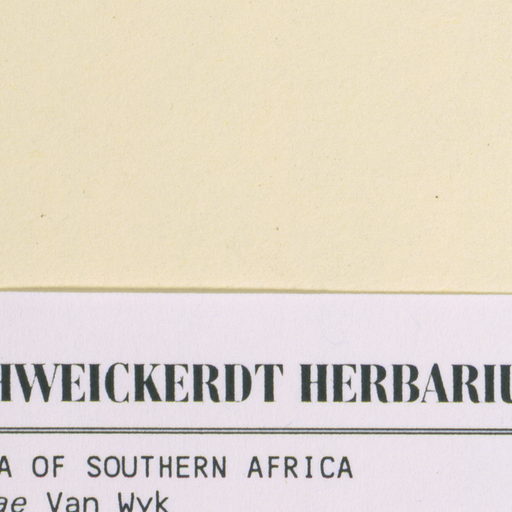 HWEICKERDT HERBARIU
A OF SOUTHERN AFRICA
ae Van Wyk